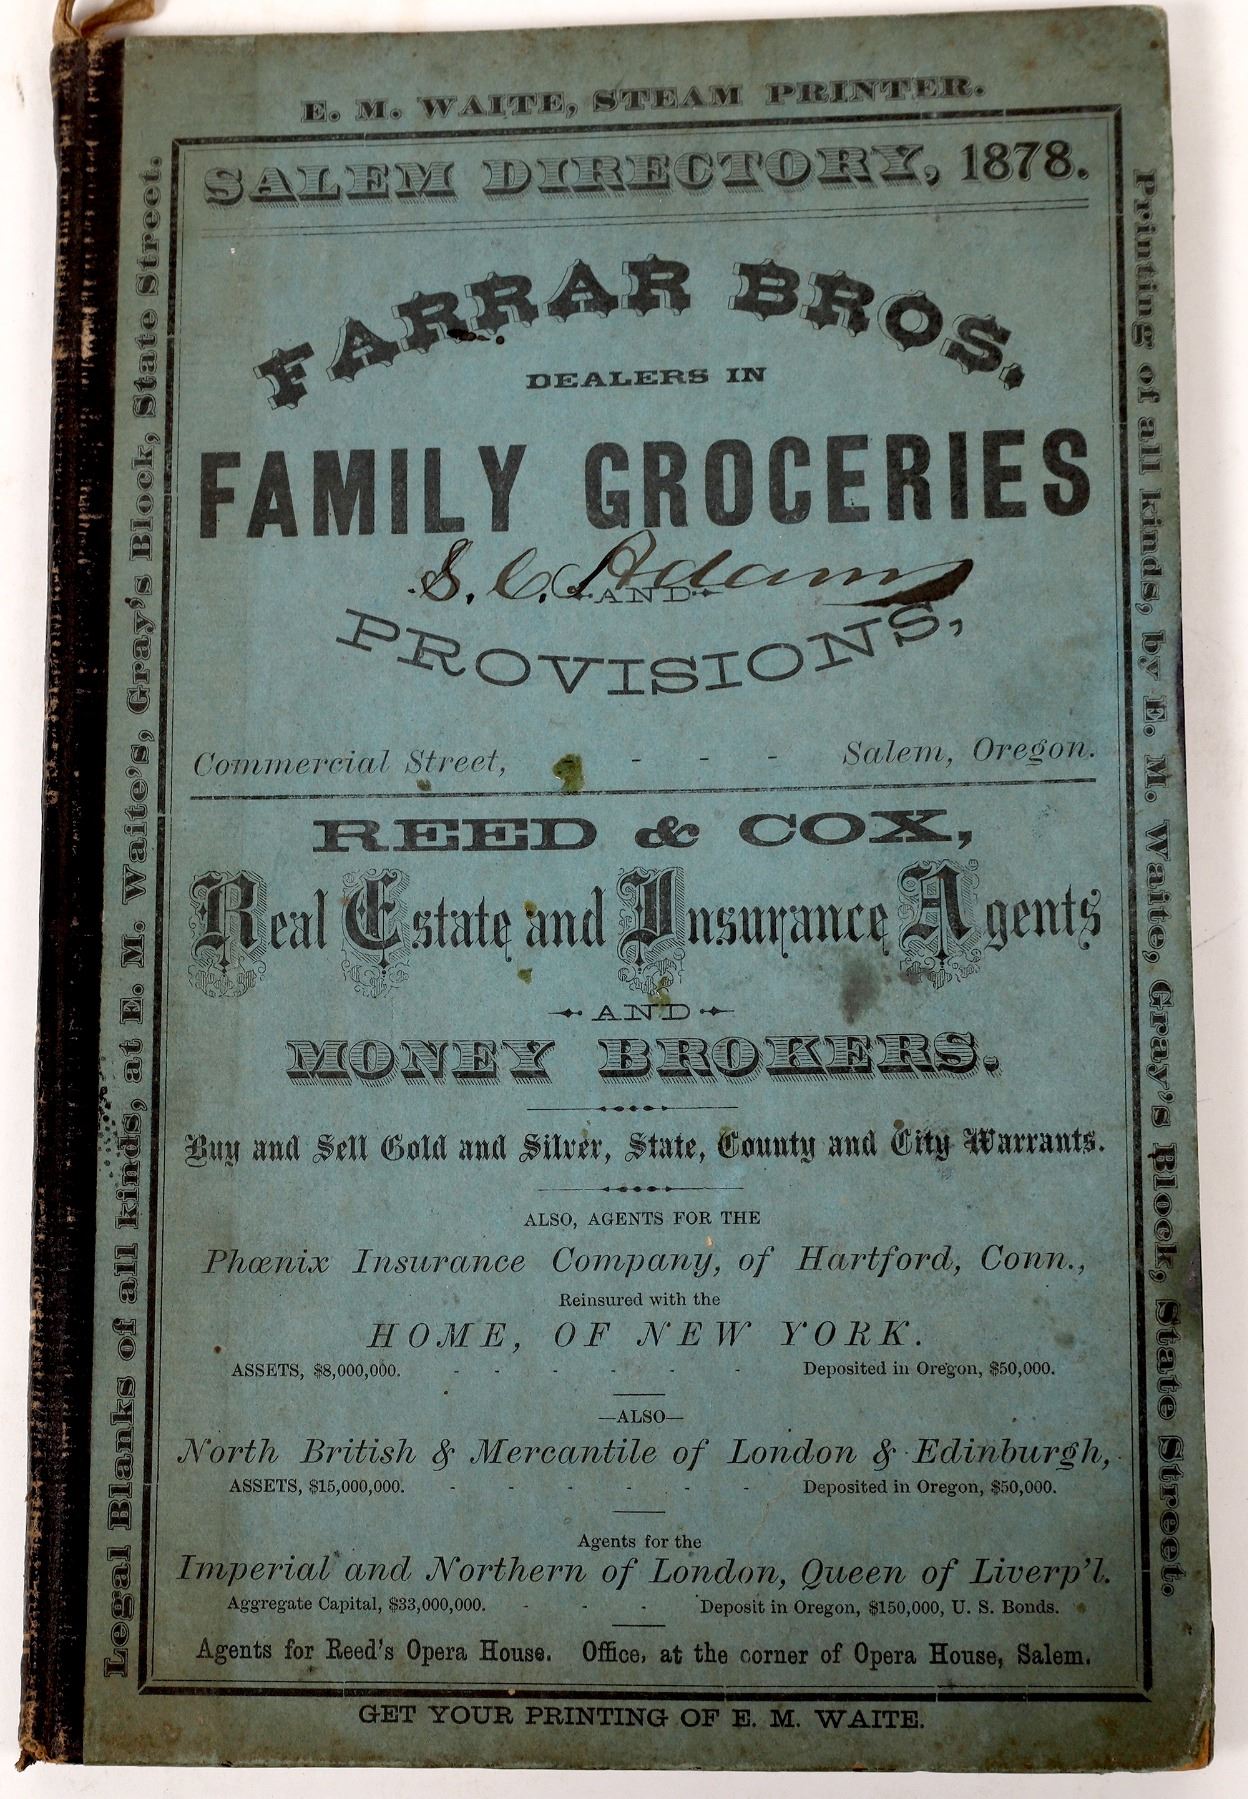 E. M. WAITE, STEAM PRINTER.
SALEM DIRECTORY, 1878.
FARRAR BROS.
DEALERS IN
FAMILY GROCERIES
S. C. Adams
AND
PROVISIONS,
Commercial Street, - - - Salem, Oregon.
REED & COX,
Real Estate and Insurance Agents
AND
MONEY BROKERS.
Buy and Sell Gold and Silver, State, County and City Warrants.
ALSO, AGENTS FOR THE
Phœnix Insurance Company, of Hartford, Conn.,
Reinsured with the
HOME, OF NEW YORK.
ASSETS, $8,000,000. - - - - - - Deposited in Oregon, $50,000.
—ALSO—
North British & Mercantile of London & Edinburgh,
ASSETS, $15,000,000. - - - - - - Deposited in Oregon, $50,000.
Agents for the
Imperial and Northern of London, Queen of Liverp'l.
Aggregate Capital, $33,000,000. - - - Deposit in Oregon, $150,000, U. S. Bonds.
Agents for Reed's Opera House. Office, at the corner of Opera House, Salem.
GET YOUR PRINTING OF E. M. WAITE.
Legal Blanks of all kinds, at E. M. Waite's, Gray's Block, State Street.
Printing of all kinds, by E. M. Waite, Gray's Block, State Street.